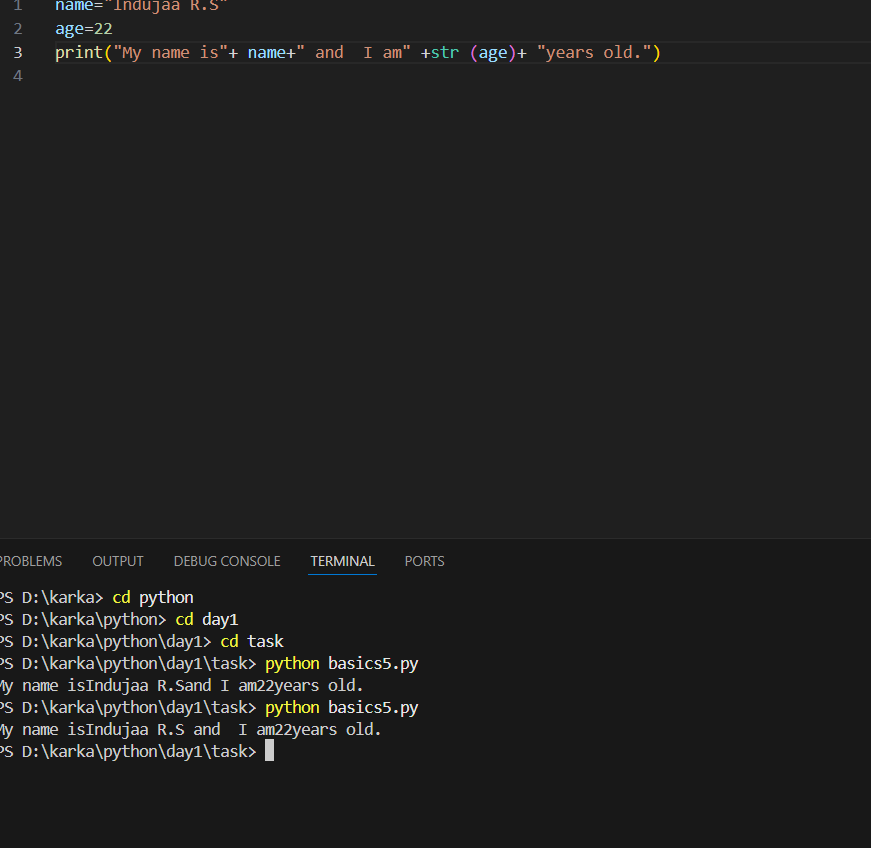 1 name="Indujaa R.S"
2 age=22
3 print("My name is"+ name+" and  I am" +str (age)+ "years old.")
4
PROBLEMS OUTPUT DEBUG CONSOLE TERMINAL PORTS
PS D:\karka> cd python
PS D:\karka\python> cd day1
PS D:\karka\python\day1> cd task
PS D:\karka\python\day1\task> python basics5.py
My name isIndujaa R.Sand I am22years old.
PS D:\karka\python\day1\task> python basics5.py
My name isIndujaa R.S and  I am22years old.
PS D:\karka\python\day1\task>